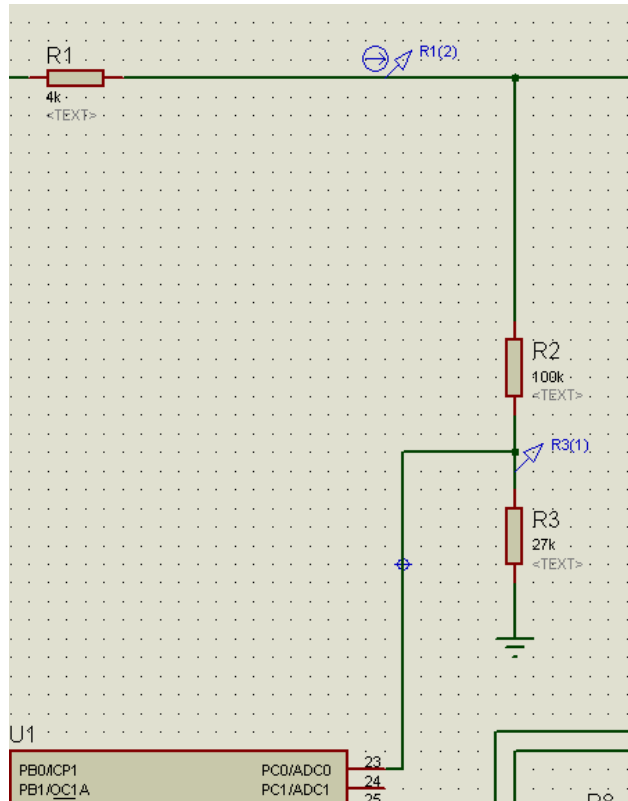 R1
R1(2)
4k
<TEXT>
R2
100k
<TEXT>
R3(1)
R3
27k
<TEXT>
U1
23
PB0/ICP1
PC0/ADC0
24
PB1/OC1A
PC1/ADC1
25